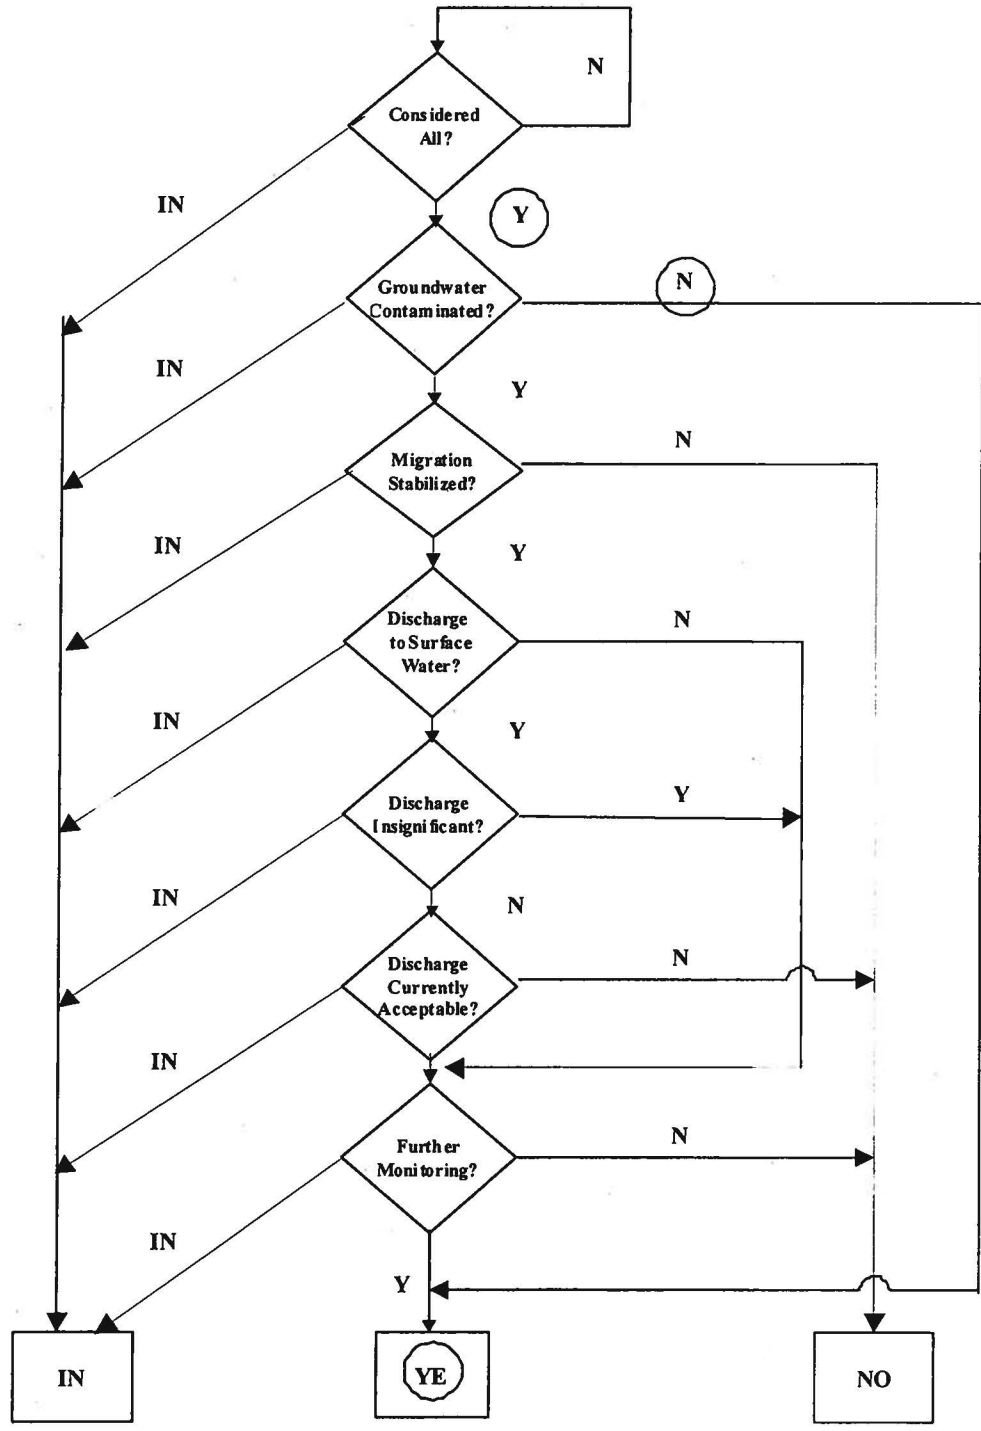 N
Considered
All?
IN
Y
Groundwater
Contaminated?
N
IN
Y
Migration
Stabilized?
N
IN
Y
Discharge
to Surface
Water?
N
IN
Y
Discharge
Insignificant?
Y
IN
N
Discharge
Currently
Acceptable?
N
IN
Further
Monitoring?
N
IN
Y
IN
YE
NO